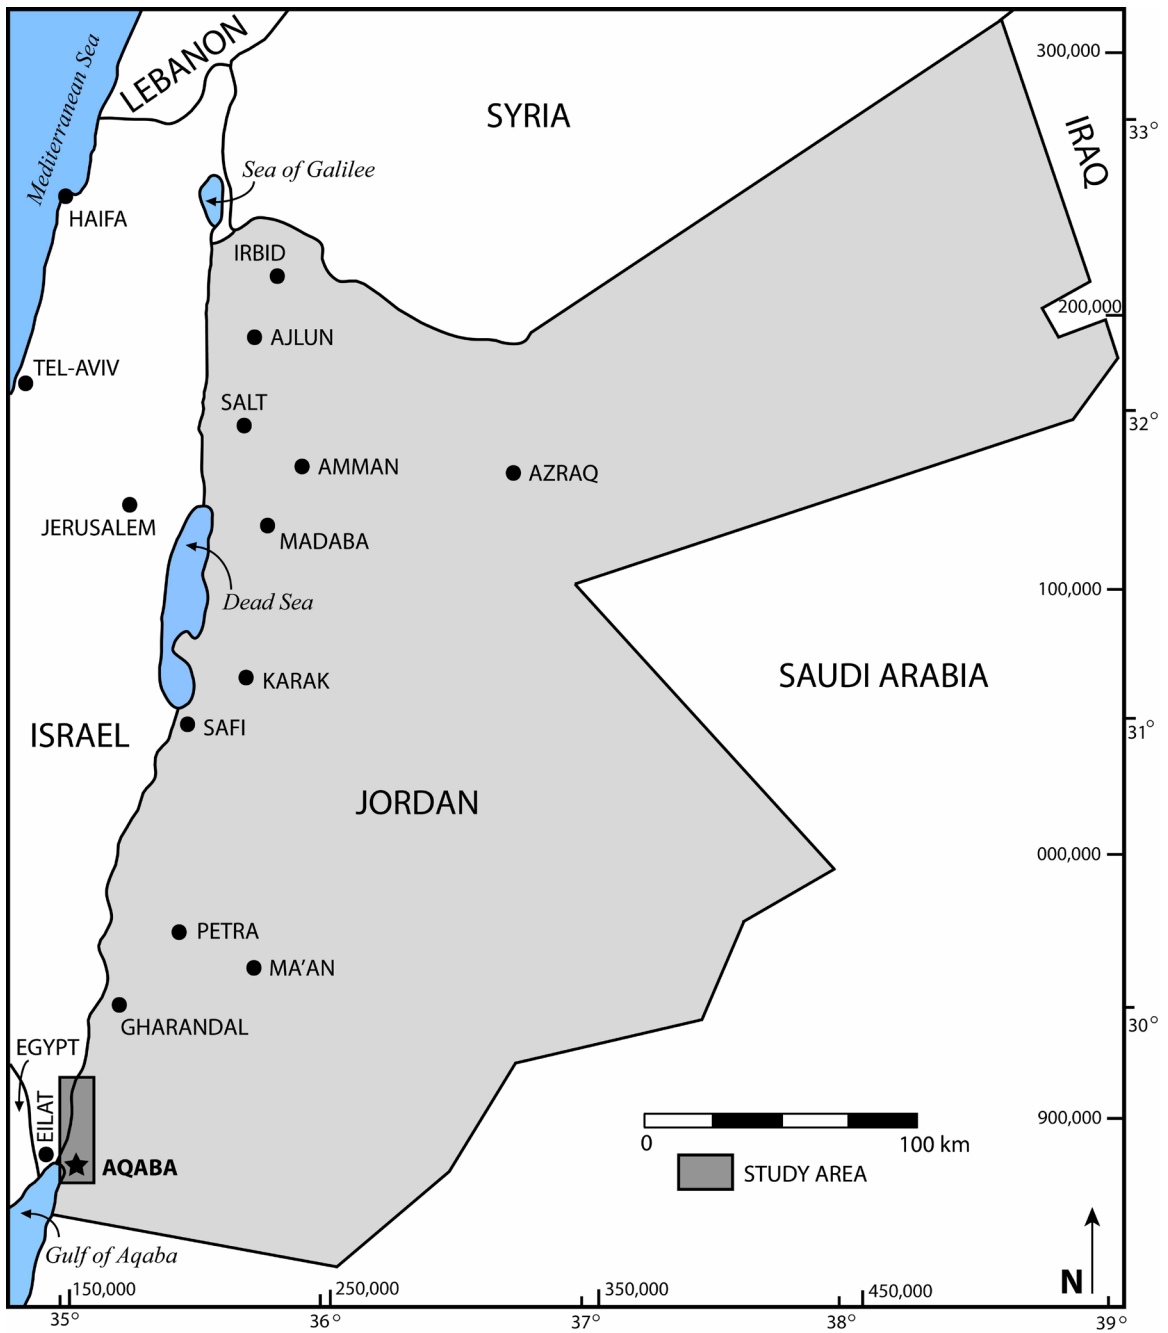 LEBANON
300,000
Mediterranean Sea
SYRIA
33°
IRAQ
Sea of Galilee
HAIFA
IRBID
200,000
AJLUN
TEL-AVIV
SALT
32°
AMMAN
AZRAQ
JERUSALEM
MADABA
100,000
Dead Sea
KARAK
SAUDI ARABIA
SAFI
31°
ISRAEL
JORDAN
000,000
PETRA
MA’AN
GHARANDAL
30°
EGYPT
EILAT
900,000
0
100 km
AQABA
STUDY AREA
Gulf of Aqaba
N
150,000
250,000
350,000
450,000
35°
36°
37°
38°
39°